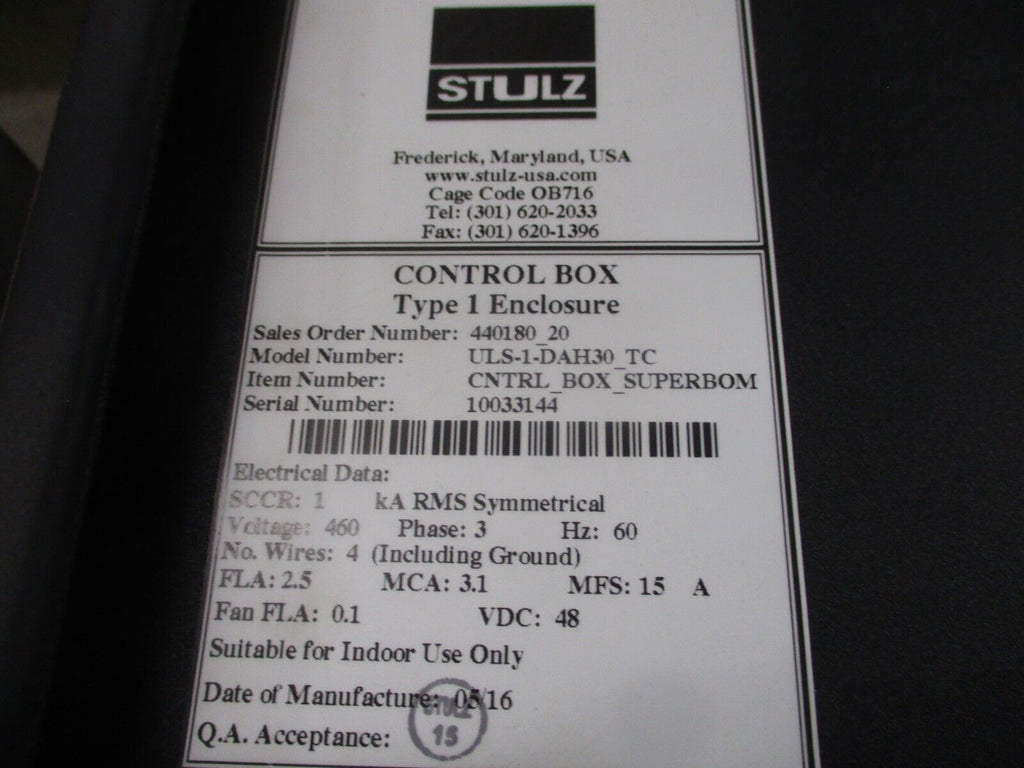 STULZ
Frederick, Maryland, USA
www.stulz-usa.com
Cage Code OB716
Tel: (301) 620-2033
Fax: (301) 620-1396
CONTROL BOX
Type 1 Enclosure
Sales Order Number: 440180_20
Model Number: ULS-1-DAH30_TC
Item Number: CNTRL_BOX_SUPERBOM
Serial Number: 10033144
Electrical Data:
SCCR: 1 kA RMS Symmetrical
Voltage: 460 Phase: 3 Hz: 60
No. Wires: 4 (Including Ground)
FLA: 2.5 MCA: 3.1 MFS: 15 A
Fan FLA: 0.1 VDC: 48
Suitable for Indoor Use Only
Date of Manufacture: 05/16
Q.A. Acceptance:
STULZ
15